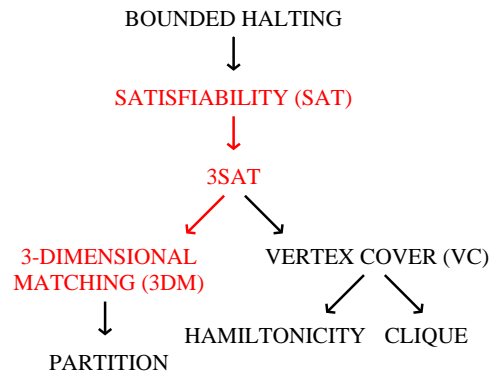 BOUNDED HALTING
SATISFIABILITY (SAT)
3SAT
3-DIMENSIONAL
MATCHING (3DM)
VERTEX COVER (VC)
HAMILTONICITY
CLIQUE
PARTITION